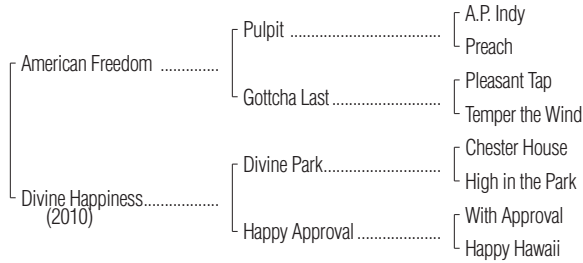 A.P. Indy
Pulpit ..............................
Preach
American Freedom ..............
Pleasant Tap
Gottcha Last .....................
Temper the Wind
Chester House
Divine Park.......................
High in the Park
Divine Happiness.................
(2010)
With Approval
Happy Approval ..................
Happy Hawaii